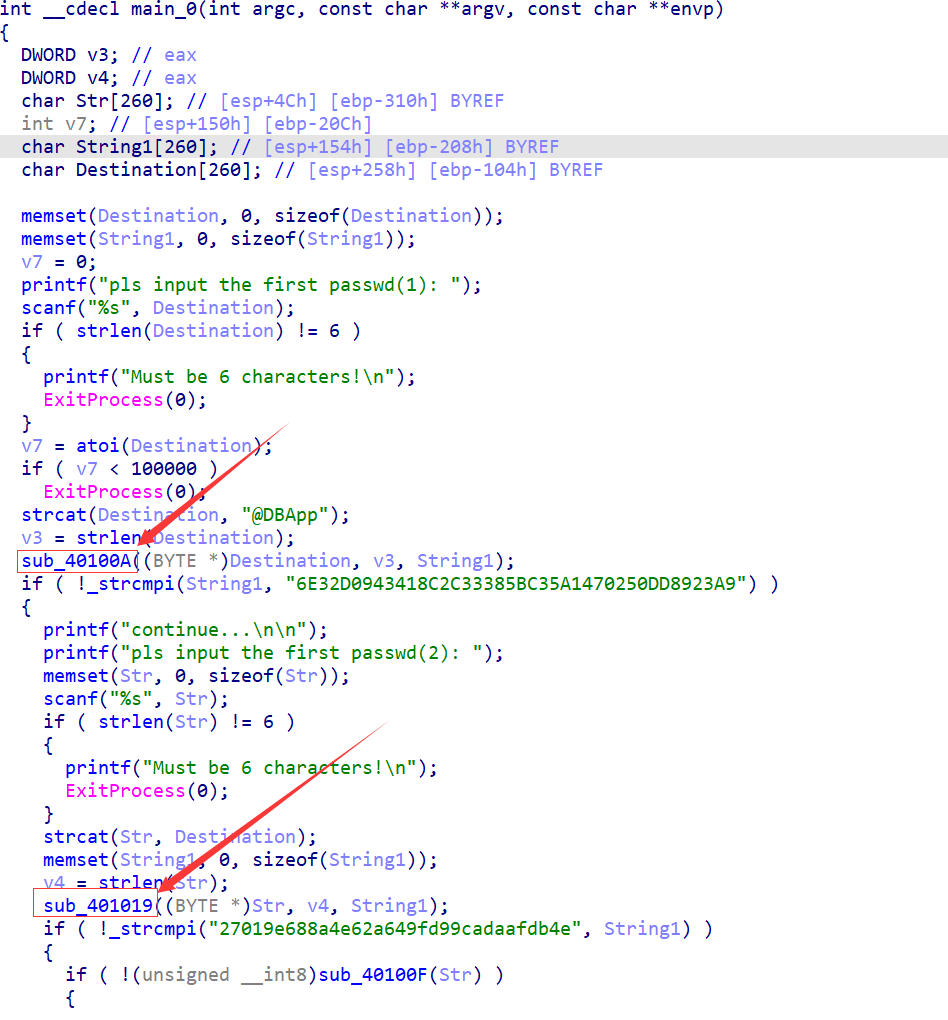 int __cdecl main_0(int argc, const char **argv, const char **envp)
{
  DWORD v3; // eax
  DWORD v4; // eax
  char Str[260]; // [esp+4Ch] [ebp-310h] BYREF
  int v7; // [esp+150h] [ebp-20Ch]
  char String1[260]; // [esp+154h] [ebp-208h] BYREF
  char Destination[260]; // [esp+258h] [ebp-104h] BYREF

  memset(Destination, 0, sizeof(Destination));
  memset(String1, 0, sizeof(String1));
  v7 = 0;
  printf("pls input the first passwd(1): ");
  scanf("%s", Destination);
  if ( strlen(Destination) != 6 )
  {
    printf("Must be 6 characters!\n");
    ExitProcess(0);
  }
  v7 = atoi(Destination);
  if ( v7 < 100000 )
    ExitProcess(0);
  strcat(Destination, "@DBApp");
  v3 = strlen(Destination);
  sub_40100A((BYTE *)Destination, v3, String1);
  if ( !_strcmpi(String1, "6E32D0943418C2C33385BC35A1470250DD8923A9") )
  {
    printf("continue...\n\n");
    printf("pls input the first passwd(2): ");
    memset(Str, 0, sizeof(Str));
    scanf("%s", Str);
    if ( strlen(Str) != 6 )
    {
      printf("Must be 6 characters!\n");
      ExitProcess(0);
    }
    strcat(Str, Destination);
    memset(String1, 0, sizeof(String1));
    v4 = strlen(Str);
    sub_401019((BYTE *)Str, v4, String1);
    if ( !_strcmpi("27019e688a4e62a649fd99cadaafdb4e", String1) )
    {
      if ( !(unsigned __int8)sub_40100F(Str) )
      {